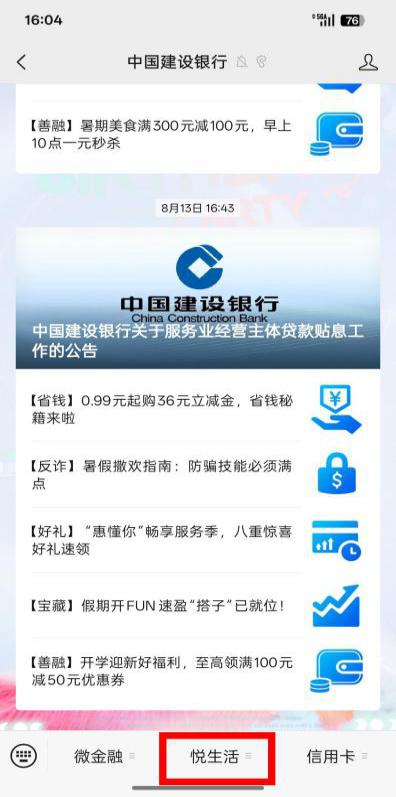 16:04
5GA
76
中国建设银行
【善融】暑期美食满300元减100元，早上
10点一元秒杀
8月13日 16:43
中国建设银行
China Construction Bank
中国建设银行关于服务业经营主体贷款贴息工
作的公告
【省钱】0.99元起购36元立减金，省钱秘
籍来啦
【反诈】暑假撒欢指南：防骗技能必须满
点
【好礼】“惠懂你”畅享服务季，八重惊喜
好礼速领
【宝藏】假期开FUN 速盈“搭子”已就位！
【善融】开学迎新好福利，至高领满100元
减50元优惠券
微金融
悦生活
信用卡